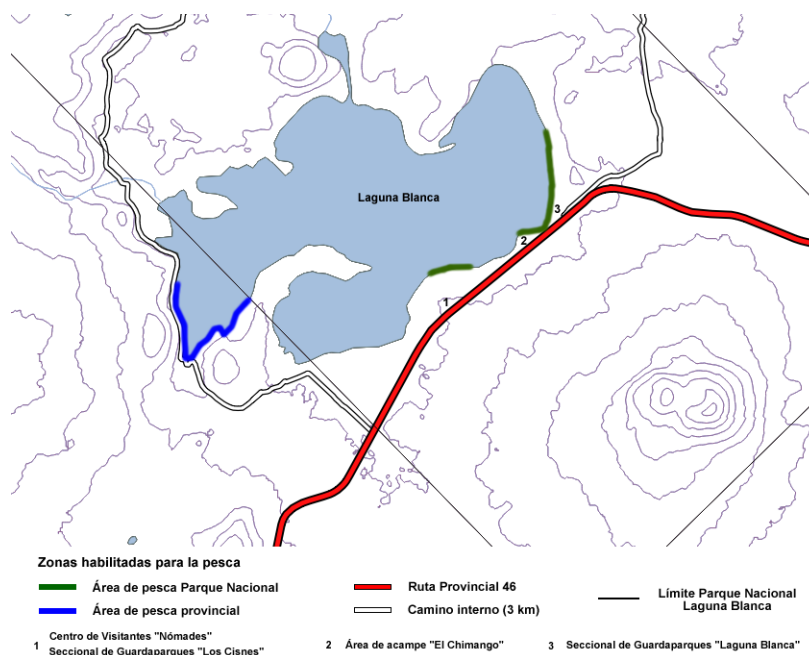 Laguna Blanca
3
2
1
Zonas habilitadas para la pesca
Área de pesca Parque Nacional
Ruta Provincial 46
Límite Parque Nacional
Laguna Blanca
Área de pesca provincial
Camino interno (3 km)
1 Centro de Visitantes "Nómades"
Seccional de Guardaparques "Los Cisnes"
2 Área de acampe "El Chimango"
3 Seccional de Guardaparques "Laguna Blanca"